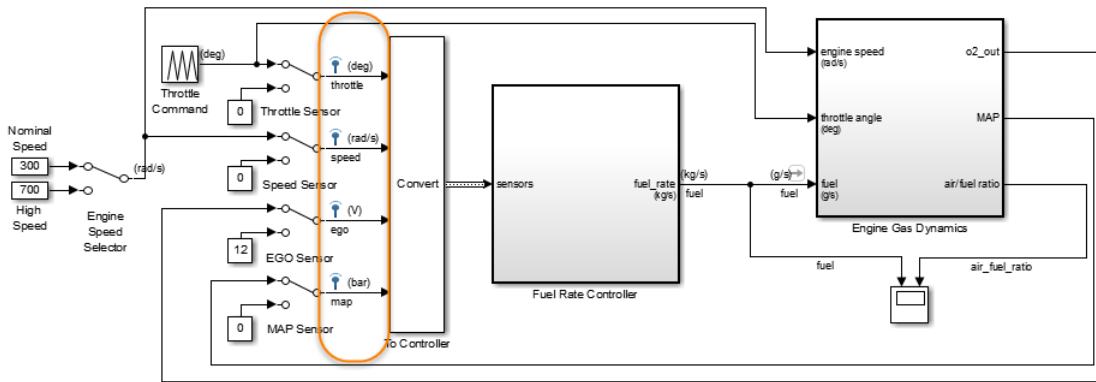 (deg)
Throttle
Command
0
Throttle Sensor
(deg)
throttle
Nominal
Speed
300
700
High
Speed
(rad/s)
Engine
Speed
Selector
0
Speed Sensor
(rad/s)
speed
12
EGO Sensor
(V)
ego
0
MAP Sensor
(bar)
map
Convert
To Controller
sensors
fuel_rate
(kg/s)
Fuel Rate Controller
(kg/s)
fuel
(g/s)
fuel
engine speed
(rad/s)
throttle angle
(deg)
fuel
(g/s)
o2_out
MAP
air/fuel ratio
Engine Gas Dynamics
fuel
air_fuel_ratio